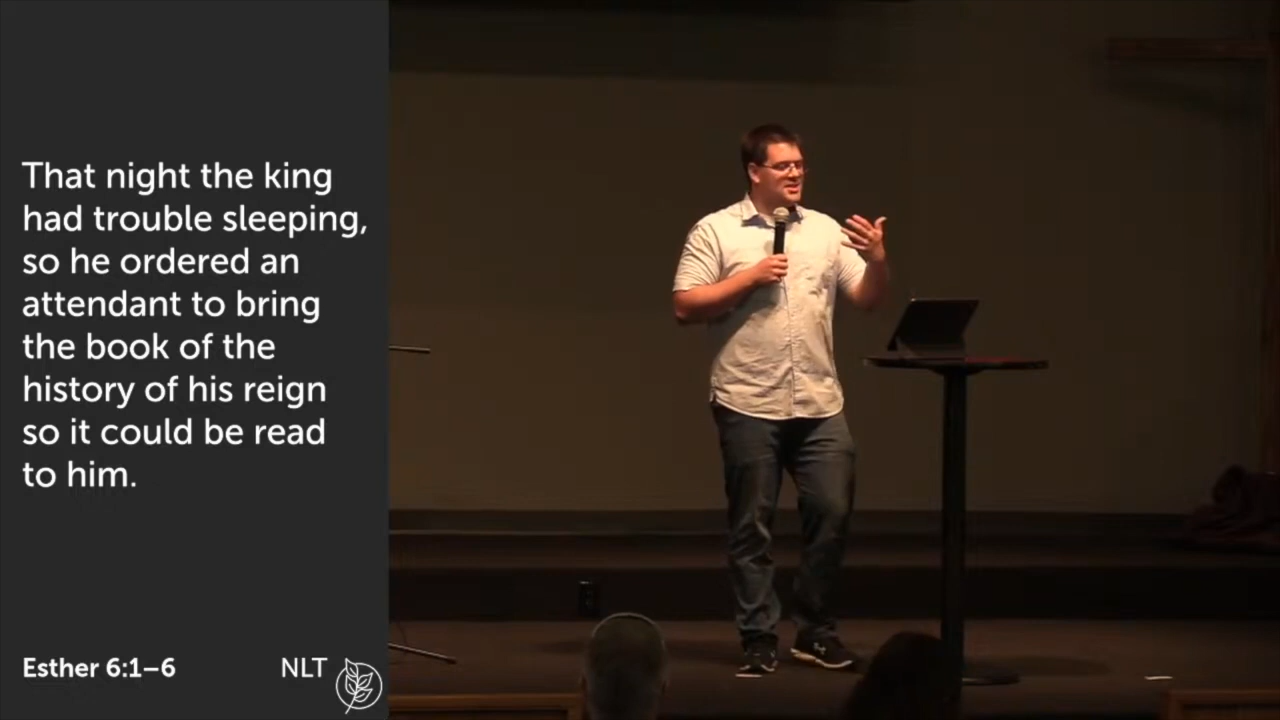 That night the king
had trouble sleeping,
so he ordered an
attendant to bring
the book of the
history of his reign
so it could be read
to him.
Esther 6:1–6 NLT